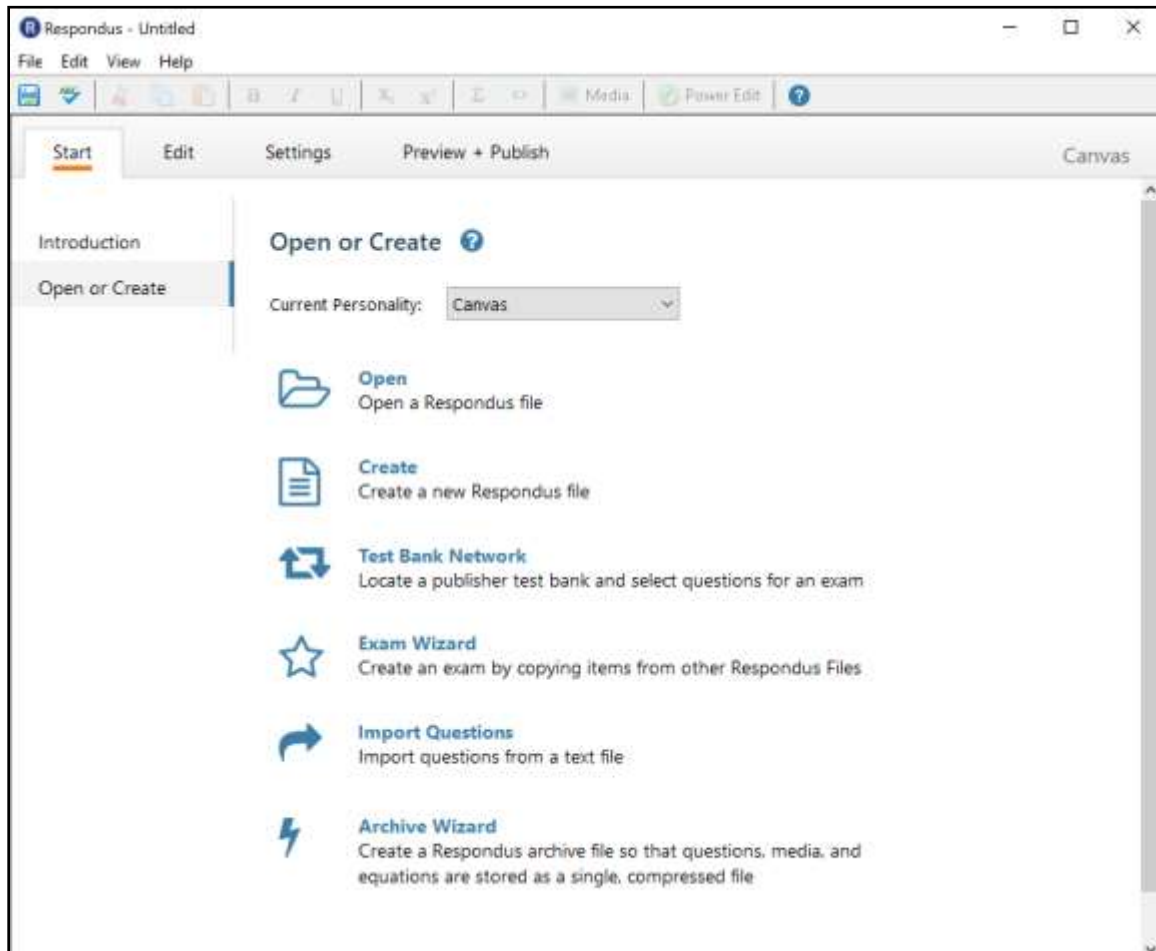 Respondus - Untitled
File Edit View Help
B I U X₂ x² Σ <> Media Power Edit ?
Start Edit Settings Preview + Publish Canvas
Introduction
Open or Create
Open or Create ?
Current Personality: Canvas
Open
Open a Respondus file
Create
Create a new Respondus file
Test Bank Network
Locate a publisher test bank and select questions for an exam
Exam Wizard
Create an exam by copying items from other Respondus Files
Import Questions
Import questions from a text file
Archive Wizard
Create a Respondus archive file so that questions, media, and
equations are stored as a single, compressed file